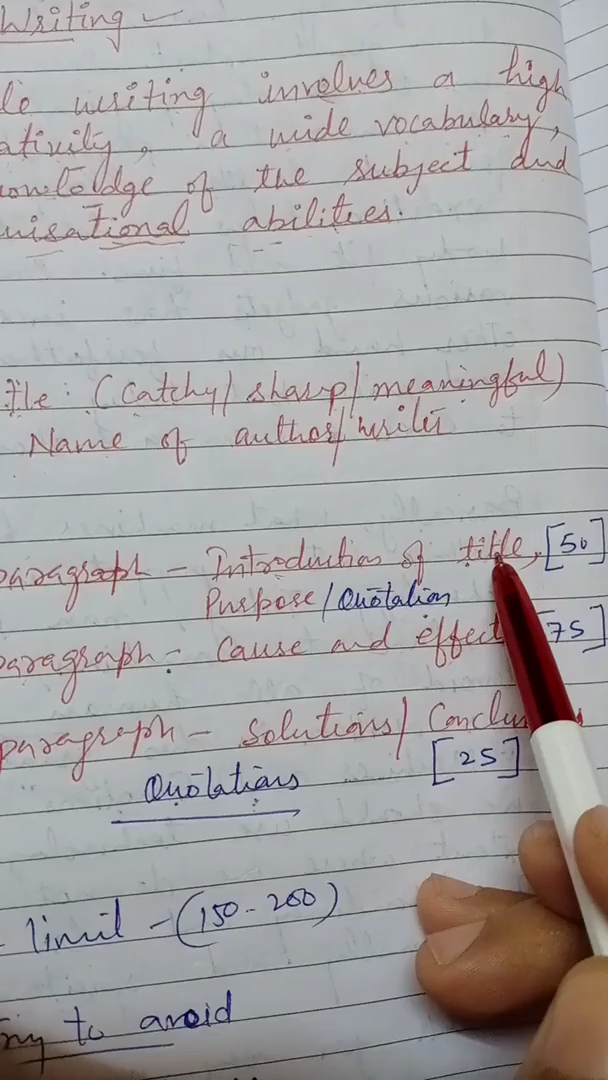 Writing
le writing involves a high
ativity, a wide vocabulary,
nowledge of the subject and
nisational abilities.
tle: (Catchy/sharp/meaningful)
Name of author/writer
paragraph - Introduction of title, [50]
Purpose/Quotation
paragraph - Cause and effect 75]
paragraph - Solutions/Conclu
Quotations [25]
limit - (150-200)
to avoid